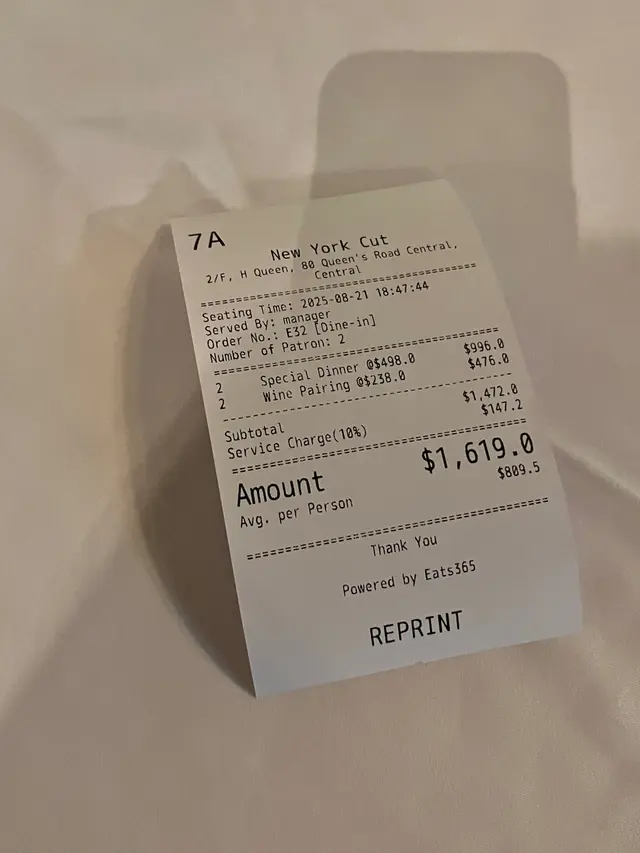 7A
New York Cut
2/F, H Queen, 80 Queen's Road Central,
Central
================================================
Seating Time: 2025-08-21 18:47:44
Served By: manager
Order No.: E32 [Dine-in]
Number of Patron: 2
================================================
2 Special Dinner @$498.0 $996.0
2 Wine Pairing @$238.0 $476.0
------------------------------------------------
Subtotal $1,472.0
Service Charge(10%) $147.2
================================================
Amount $1,619.0
Avg. per Person $809.5
================================================
Thank You
Powered by Eats365
REPRINT